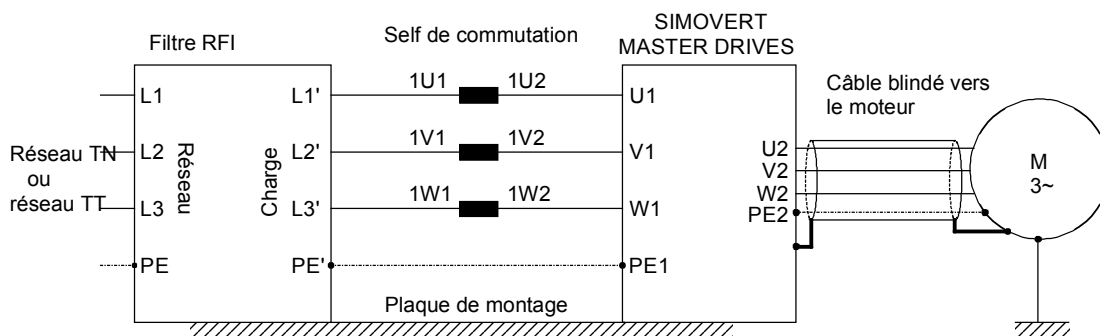 Filtre RFI
Self de commutation
SIMOVERT
MASTER DRIVES
Câble blindé vers
le moteur
Réseau TN
ou
réseau TT
L1
L2
L3
PE
Réseau
Charge
L1'
L2'
L3'
PE'
1U1
1U2
1V1
1V2
1W1
1W2
U1
V1
W1
PE1
U2
V2
W2
PE2
M
3~
Plaque de montage